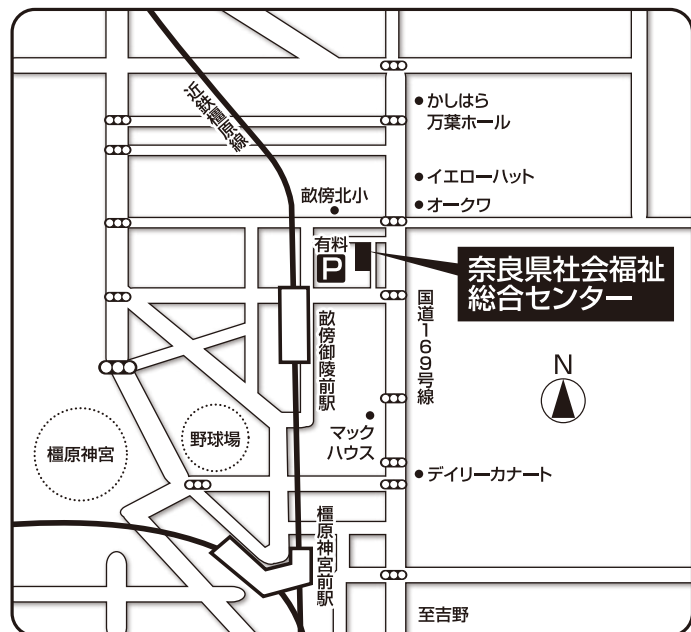 近鉄橿原線
かしはら
万葉ホール
イエローハット
オークワ
畝傍北小
有料
P
奈良県社会福祉
総合センター
国道169号線
畝傍御陵前駅
N
マック
ハウス
野球場
橿原神宮
デイリーカナート
橿原神宮前駅
至吉野